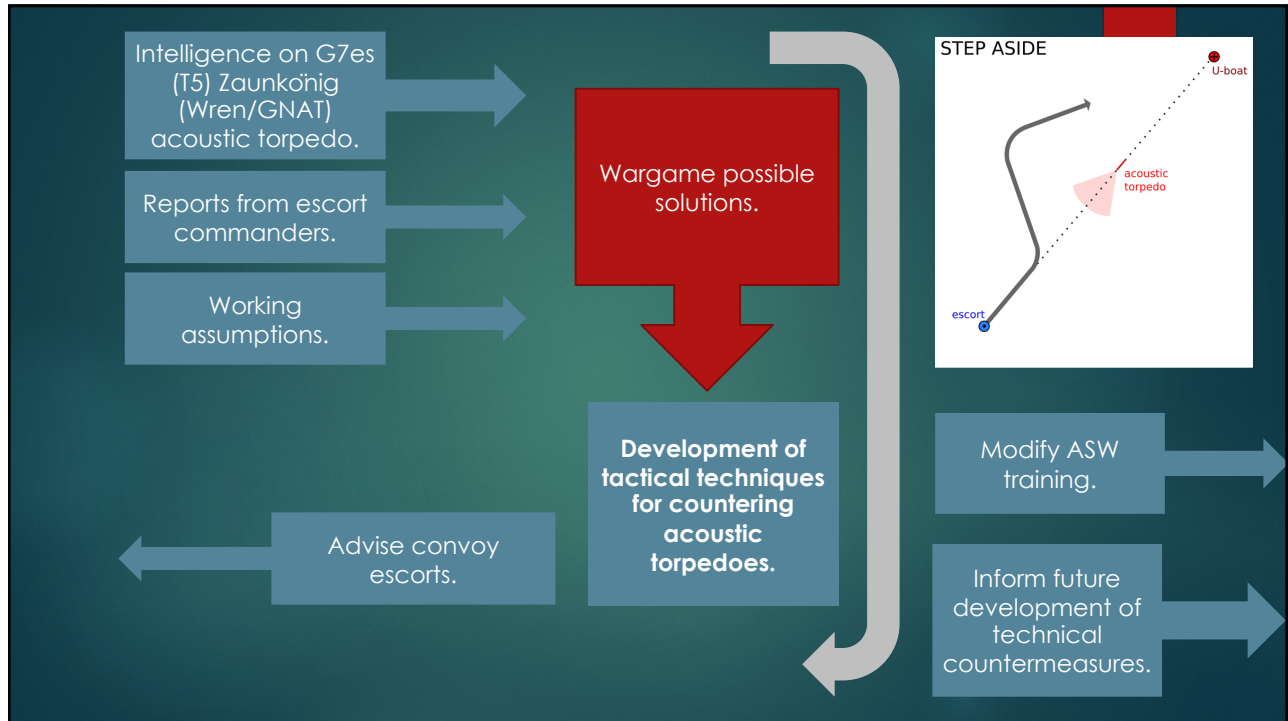 Intelligence on G7es
(T5) Zaunkönig
(Wren/GNAT)
acoustic torpedo.
Reports from escort
commanders.
Working
assumptions.
Wargame possible
solutions.
Development of
tactical techniques
for countering
acoustic
torpedoes.
Advise convoy
escorts.
STEP ASIDE
U-boat
acoustic
torpedo
escort
Modify ASW
training.
Inform future
development of
technical
countermeasures.